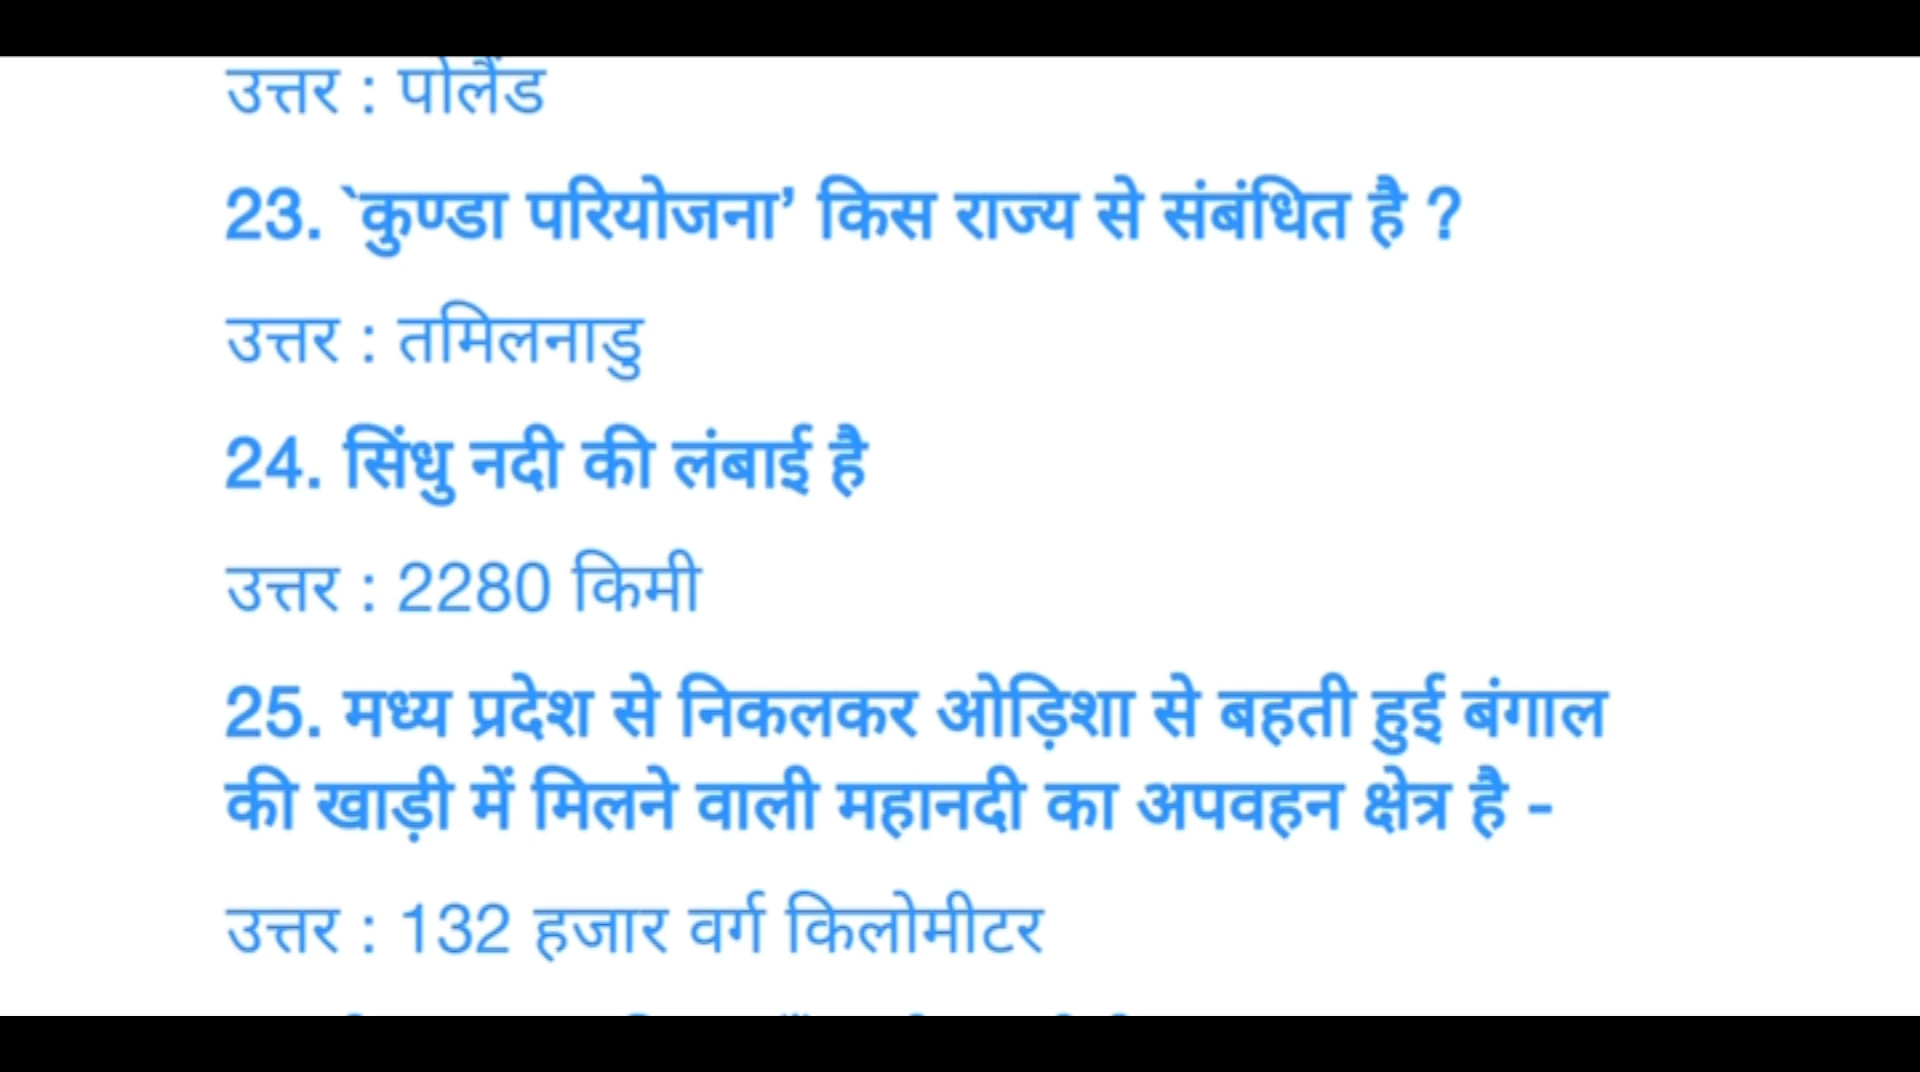 उत्तर : पोलैंड
23. `कुण्डा परियोजना’ किस राज्य से संबंधित है ?
उत्तर : तमिलनाडु
24. सिंधु नदी की लंबाई है
उत्तर : 2280 किमी
25. मध्य प्रदेश से निकलकर ओड़िशा से बहती हुई बंगाल
की खाड़ी में मिलने वाली महानदी का अपवहन क्षेत्र है -
उत्तर : 132 हजार वर्ग किलोमीटर